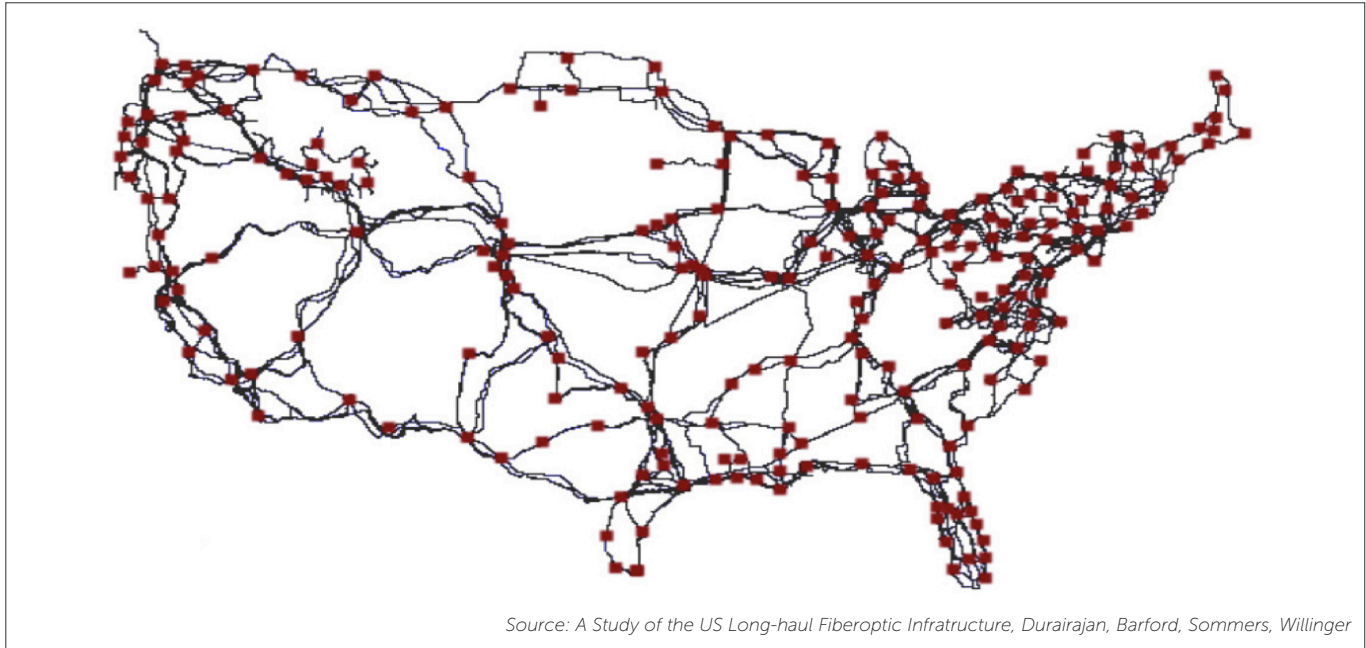 Source: A Study of the US Long-haul Fiberoptic Infratructure, Durairajan, Barford, Sommers, Willinger